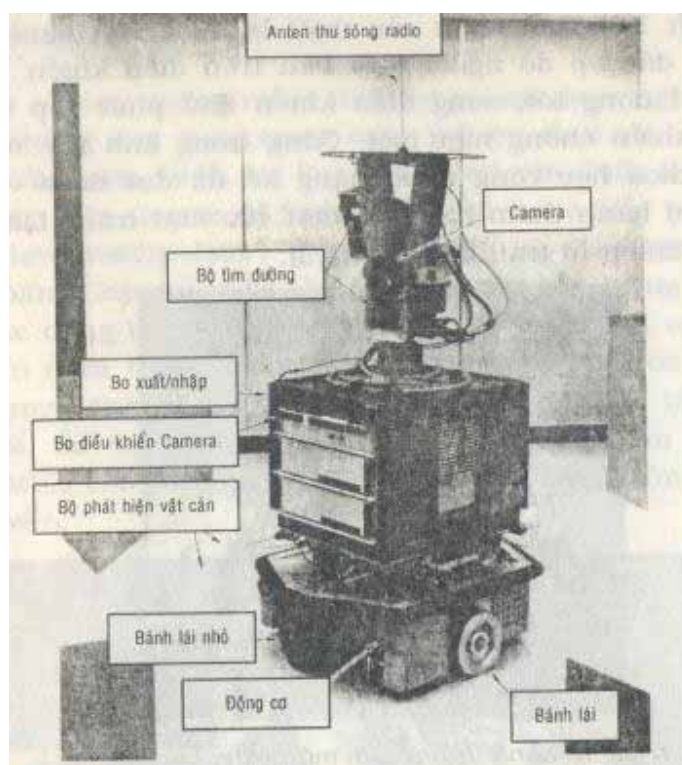 Anten thu sóng radio
Camera
Bộ tìm đường
Bo xuất/nhập
Bo điều khiển Camera
Bộ phát hiện vật cản
Bánh lái nhỏ
Động cơ
Bánh lái